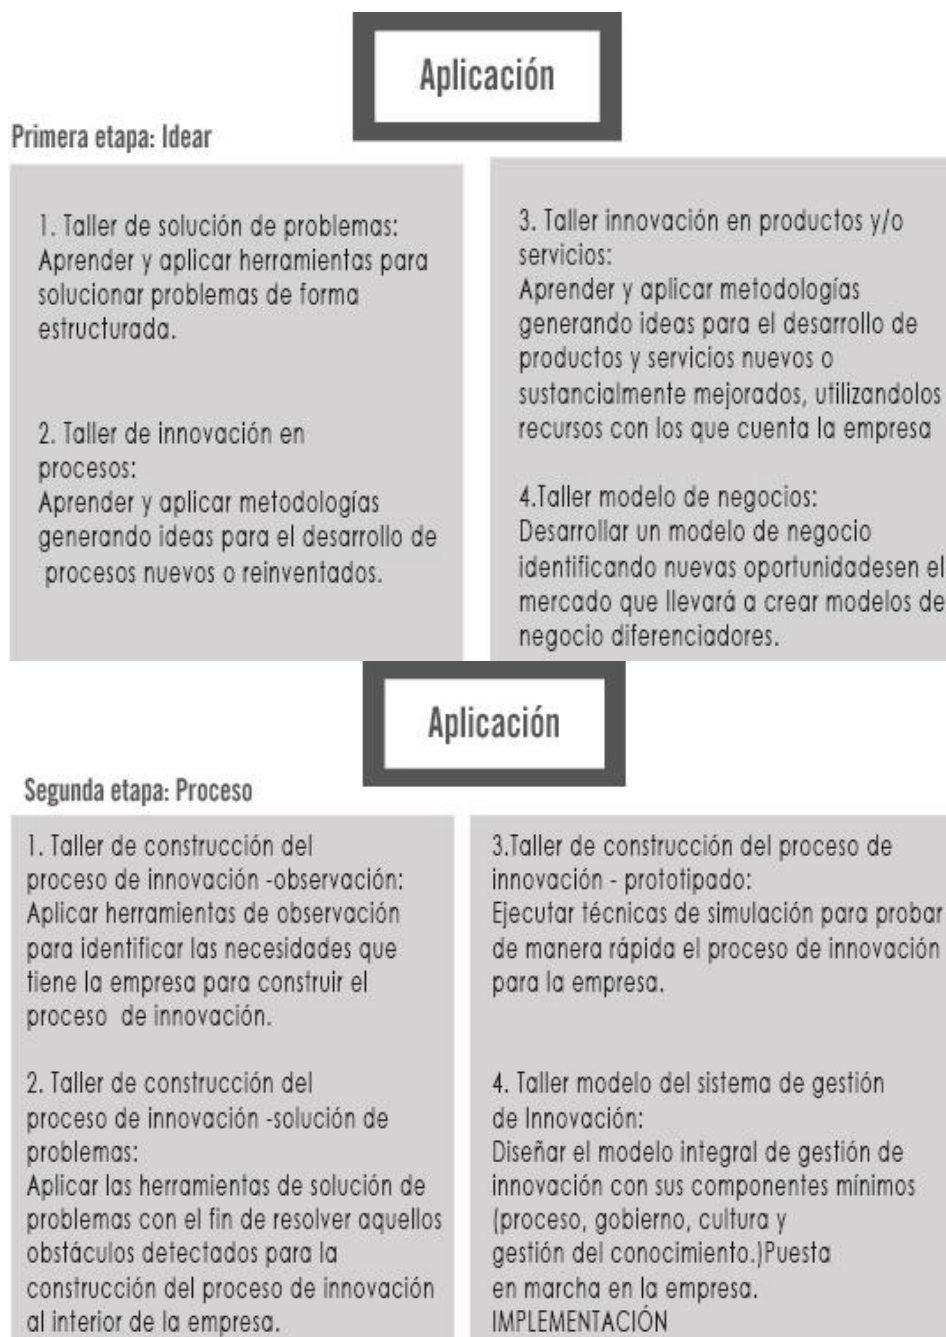 Aplicación
Primera etapa: Idear
1. Taller de solución de problemas:
Aprender y aplicar herramientas para
solucionar problemas de forma
estructurada.
2. Taller de innovación en
procesos:
Aprender y aplicar metodologías
generando ideas para el desarrollo de
procesos nuevos o reinventados.
3. Taller innovación en productos y/o
servicios:
Aprender y aplicar metodologías
generando ideas para el desarrollo de
productos y servicios nuevos o
sustancialmente mejorados, utilizandolos
recursos con los que cuenta la empresa
4.Taller modelo de negocios:
Desarrollar un modelo de negocio
identificando nuevas oportunidadesen el
mercado que llevará a crear modelos de
negocio diferenciadores.
Aplicación
Segunda etapa: Proceso
1. Taller de construcción del
proceso de innovación -observación:
Aplicar herramientas de observación
para identificar las necesidades que
tiene la empresa para construir el
proceso de innovación.
2. Taller de construcción del
proceso de innovación -solución de
problemas:
Aplicar las herramientas de solución de
problemas con el fin de resolver aquellos
obstáculos detectados para la
construcción del proceso de innovación
al interior de la empresa.
3.Taller de construcción del proceso de
innovación - prototipado:
Ejecutar técnicas de simulación para probar
de manera rápida el proceso de innovación
para la empresa.
4. Taller modelo del sistema de gestión
de Innovación:
Diseñar el modelo integral de gestión de
innovación con sus componentes mínimos
(proceso, gobierno, cultura y
gestión del conocimiento.)Puesta
en marcha en la empresa.
IMPLEMENTACIÓN